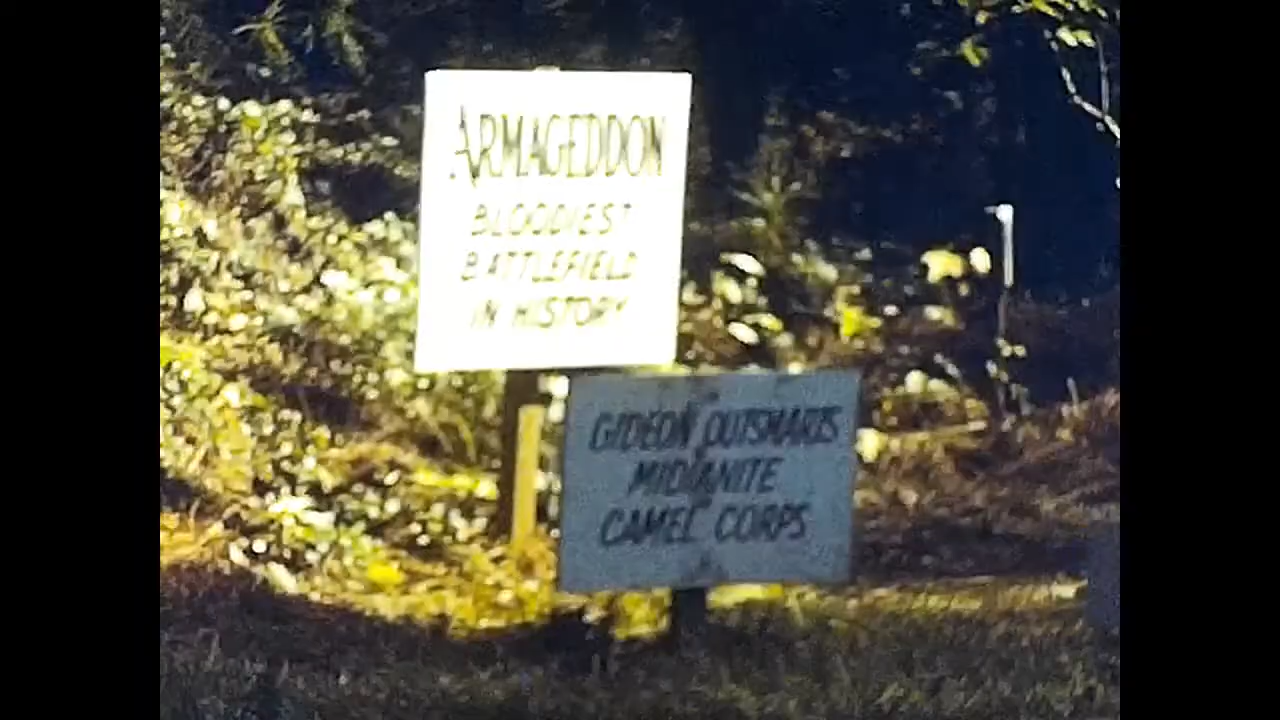 ARMAGEDDON
BLOODIEST
BATTLEFIELD
IN HISTORY
GIDEON OUTSMARTS
MIDIANITE
CAMEL CORPS